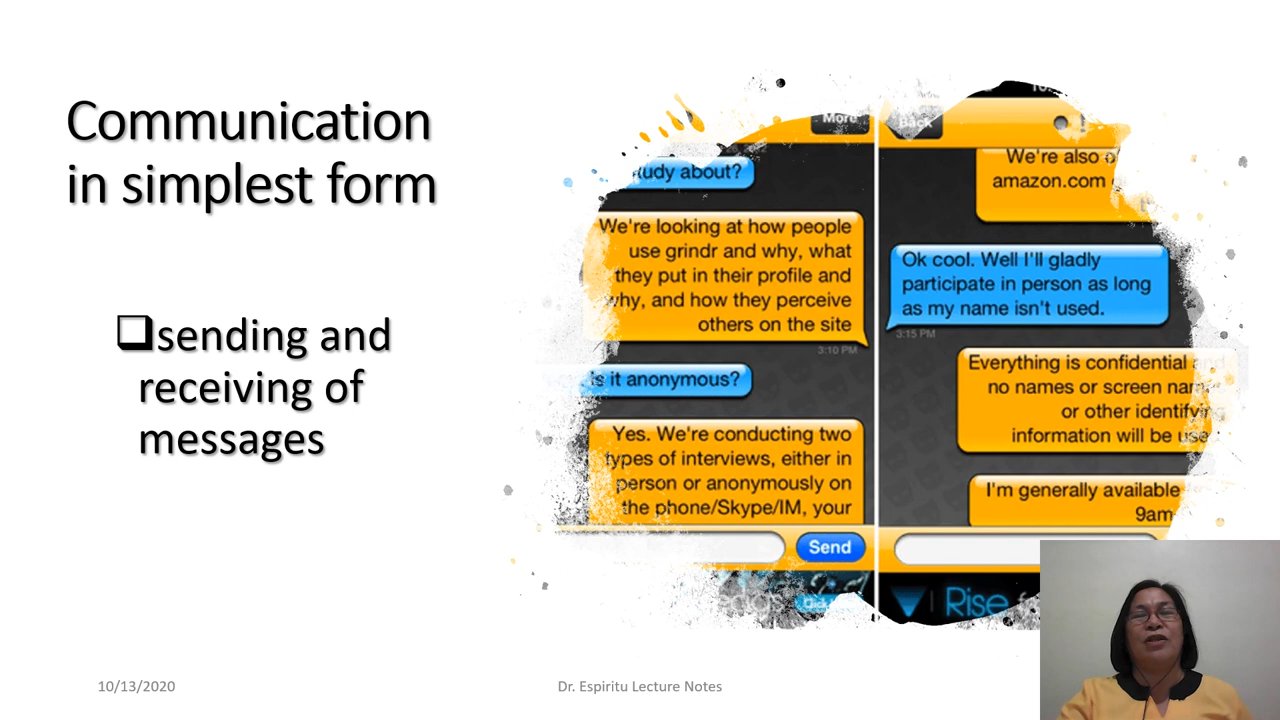 Communication
in simplest form
sending and
receiving of
messages
More
udy about?
We're looking at how people
use grindr and why, what
they put in their profile and
why, and how they perceive
others on the site
3:10 PM
Is it anonymous?
Yes. We're conducting two
types of interviews, either in
person or anonymously on
the phone/Skype/IM, your
Send
Back
We're also o
amazon.com
Ok cool. Well I'll gladly
participate in person as long
as my name isn't used.
3:15 PM
Everything is confidential and
no names or screen nam
or other identifying
information will be use
I'm generally available
9am
Rise
10/13/2020
Dr. Espiritu Lecture Notes